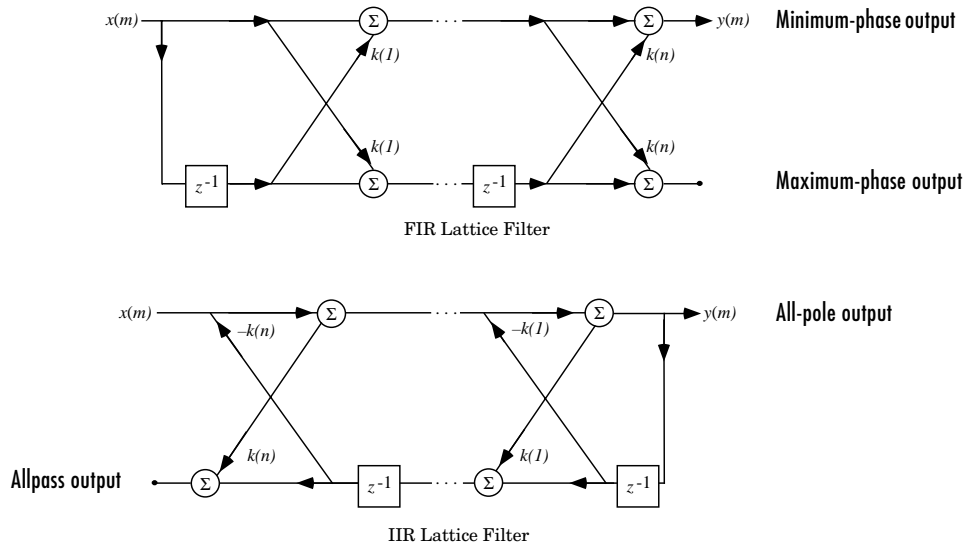 x(m) Σ · · · Σ y(m) Minimum-phase output
k(1) k(n)
k(1) k(n)
z⁻¹ Σ · · · z⁻¹ Σ Maximum-phase output
FIR Lattice Filter
x(m) Σ · · · Σ y(m) All-pole output
–k(n) –k(1)
k(n) k(1)
Allpass output Σ z⁻¹ · · · Σ z⁻¹
IIR Lattice Filter